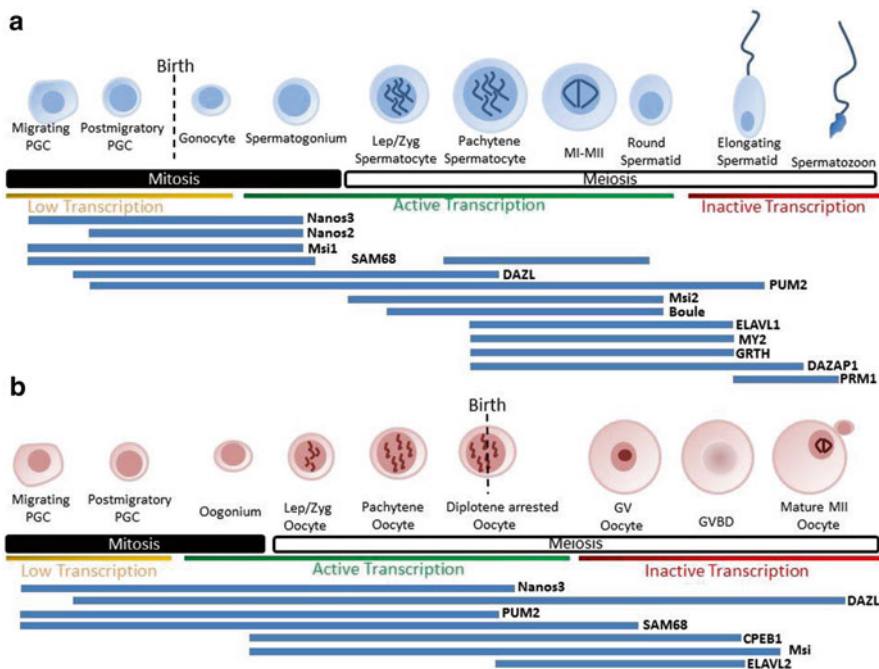 a
Birth
Migrating PGC
Postmigratory PGC
Gonocyte
Spermatogonium
Lep/Zyg Spermatocyte
Pachytene Spermatocyte
MI-MII
Round Spermatid
Elongating Spermatid
Spermatozoon
Mitosis
Meiosis
Low Transcription
Active Transcription
Inactive Transcription
Nanos3
Nanos2
Msi1
SAM68
DAZL
PUM2
Msi2
Boule
ELAVL1
MY2
GRTH
DAZAP1
PRM1
b
Birth
Migrating PGC
Postmigratory PGC
Oogonium
Lep/Zyg Oocyte
Pachytene Oocyte
Diplotene arrested Oocyte
GV Oocyte
GVBD
Mature MII Oocyte
Mitosis
Meiosis
Low Transcription
Active Transcription
Inactive Transcription
Nanos3
DAZL
PUM2
SAM68
CPEB1
Msi
ELAVL2